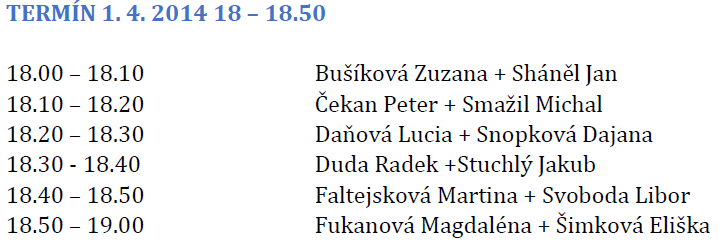 TERMÍN 1. 4. 2014 18 – 18.50
18.00 – 18.10 Bušíková Zuzana + Sháněl Jan
18.10 – 18.20 Čekan Peter + Smažil Michal
18.20 – 18.30 Daňová Lucia + Snopková Dajana
18.30 - 18.40 Duda Radek +Stuchlý Jakub
18.40 – 18.50 Faltejsková Martina + Svoboda Libor
18.50 – 19.00 Fukanová Magdaléna + Šimková Eliška